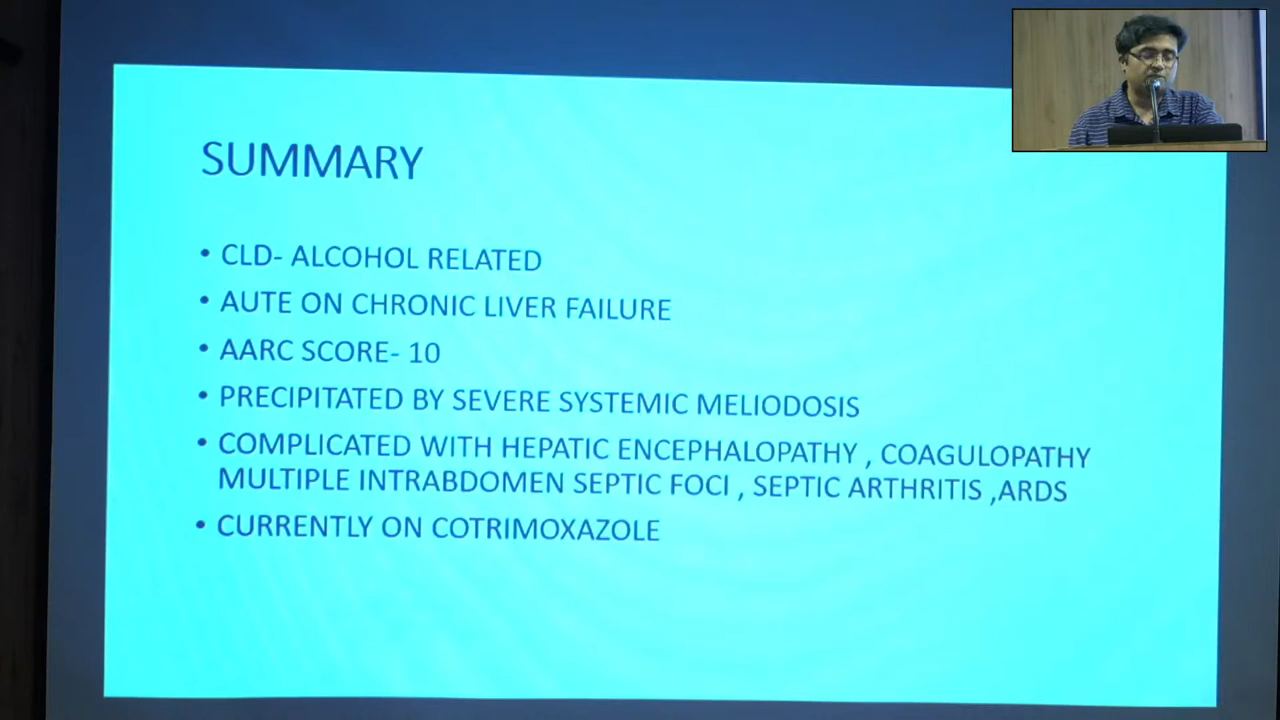 SUMMARY
• CLD- ALCOHOL RELATED
• AUTE ON CHRONIC LIVER FAILURE
• AARC SCORE- 10
• PRECIPITATED BY SEVERE SYSTEMIC MELIODOSIS
• COMPLICATED WITH HEPATIC ENCEPHALOPATHY , COAGULOPATHY
MULTIPLE INTRABDOMEN SEPTIC FOCI , SEPTIC ARTHRITIS ,ARDS
• CURRENTLY ON COTRIMOXAZOLE